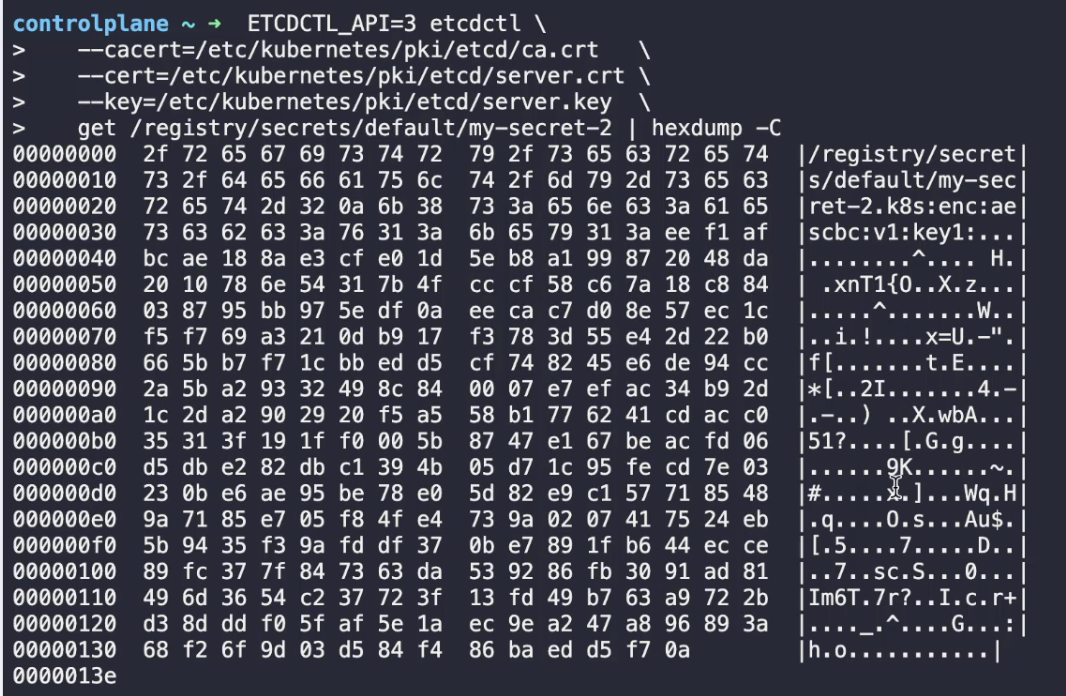 controlplane ~ → ETCDCTL_API=3 etcdctl \
> --cacert=/etc/kubernetes/pki/etcd/ca.crt \
> --cert=/etc/kubernetes/pki/etcd/server.crt \
> --key=/etc/kubernetes/pki/etcd/server.key \
> get /registry/secrets/default/my-secret-2 | hexdump -C
00000000 2f 72 65 67 69 73 74 72 79 2f 73 65 63 72 65 74 |/registry/secret|
00000010 73 2f 64 65 66 61 75 6c 74 2f 6d 79 2d 73 65 63 |s/default/my-sec|
00000020 72 65 74 2d 32 0a 6b 38 73 3a 65 6e 63 3a 61 65 |ret-2.k8s:enc:ae|
00000030 73 63 62 63 3a 76 31 3a 6b 65 79 31 3a ee f1 af |scbc:v1:key1:...|
00000040 bc ae 18 8a e3 cf e0 1d 5e b8 a1 99 87 20 48 da |........^.... H.|
00000050 20 10 78 6e 54 31 7b 4f cc cf 58 c6 7a 18 c8 84 | .xnT1{O..X.z...|
00000060 03 87 95 bb 97 5e df 0a ee ca c7 d0 8e 57 ec 1c |.....^.......W..|
00000070 f5 f7 69 a3 21 0d b9 17 f3 78 3d 55 e4 2d 22 b0 |..i.!....x=U.-".|
00000080 66 5b b7 f7 1c bb ed d5 cf 74 82 45 e6 de 94 cc |f[.......t.E....|
00000090 2a 5b a2 93 32 49 8c 84 00 07 e7 ef ac 34 b9 2d |*[..2I.......4.-|
000000a0 1c 2d a2 90 29 20 f5 a5 58 b1 77 62 41 cd ac c0 |.-..) ..X.wbA...|
000000b0 35 31 3f 19 1f f0 00 5b 87 47 e1 67 be ac fd 06 |51?....[.G.g....|
000000c0 d5 db e2 82 db c1 39 4b 05 d7 1c 95 fe cd 7e 03 |......9K......~.|
000000d0 23 0b e6 ae 95 be 78 e0 5d 82 e9 c1 57 71 85 48 |#.....x.]...Wq.H|
000000e0 9a 71 85 e7 05 f8 4f e4 73 9a 02 07 41 75 24 eb |.q....O.s...Au$.|
000000f0 5b 94 35 f3 9a fd df 37 0b e7 89 1f b6 44 ec ce |[.5....7.....D..|
00000100 89 fc 37 7f 84 73 63 da 53 92 86 fb 30 91 ad 81 |..7..sc.S...0...|
00000110 49 6d 36 54 c2 37 72 3f 13 fd 49 b7 63 a9 72 2b |Im6T.7r?..I.c.r+|
00000120 d3 8d dd f0 5f af 5e 1a ec 9e a2 47 a8 96 89 3a |...._.^....G...:|
00000130 68 f2 6f 9d 03 d5 84 f4 86 ba ed d5 f7 0a |h.o...........|
0000013e